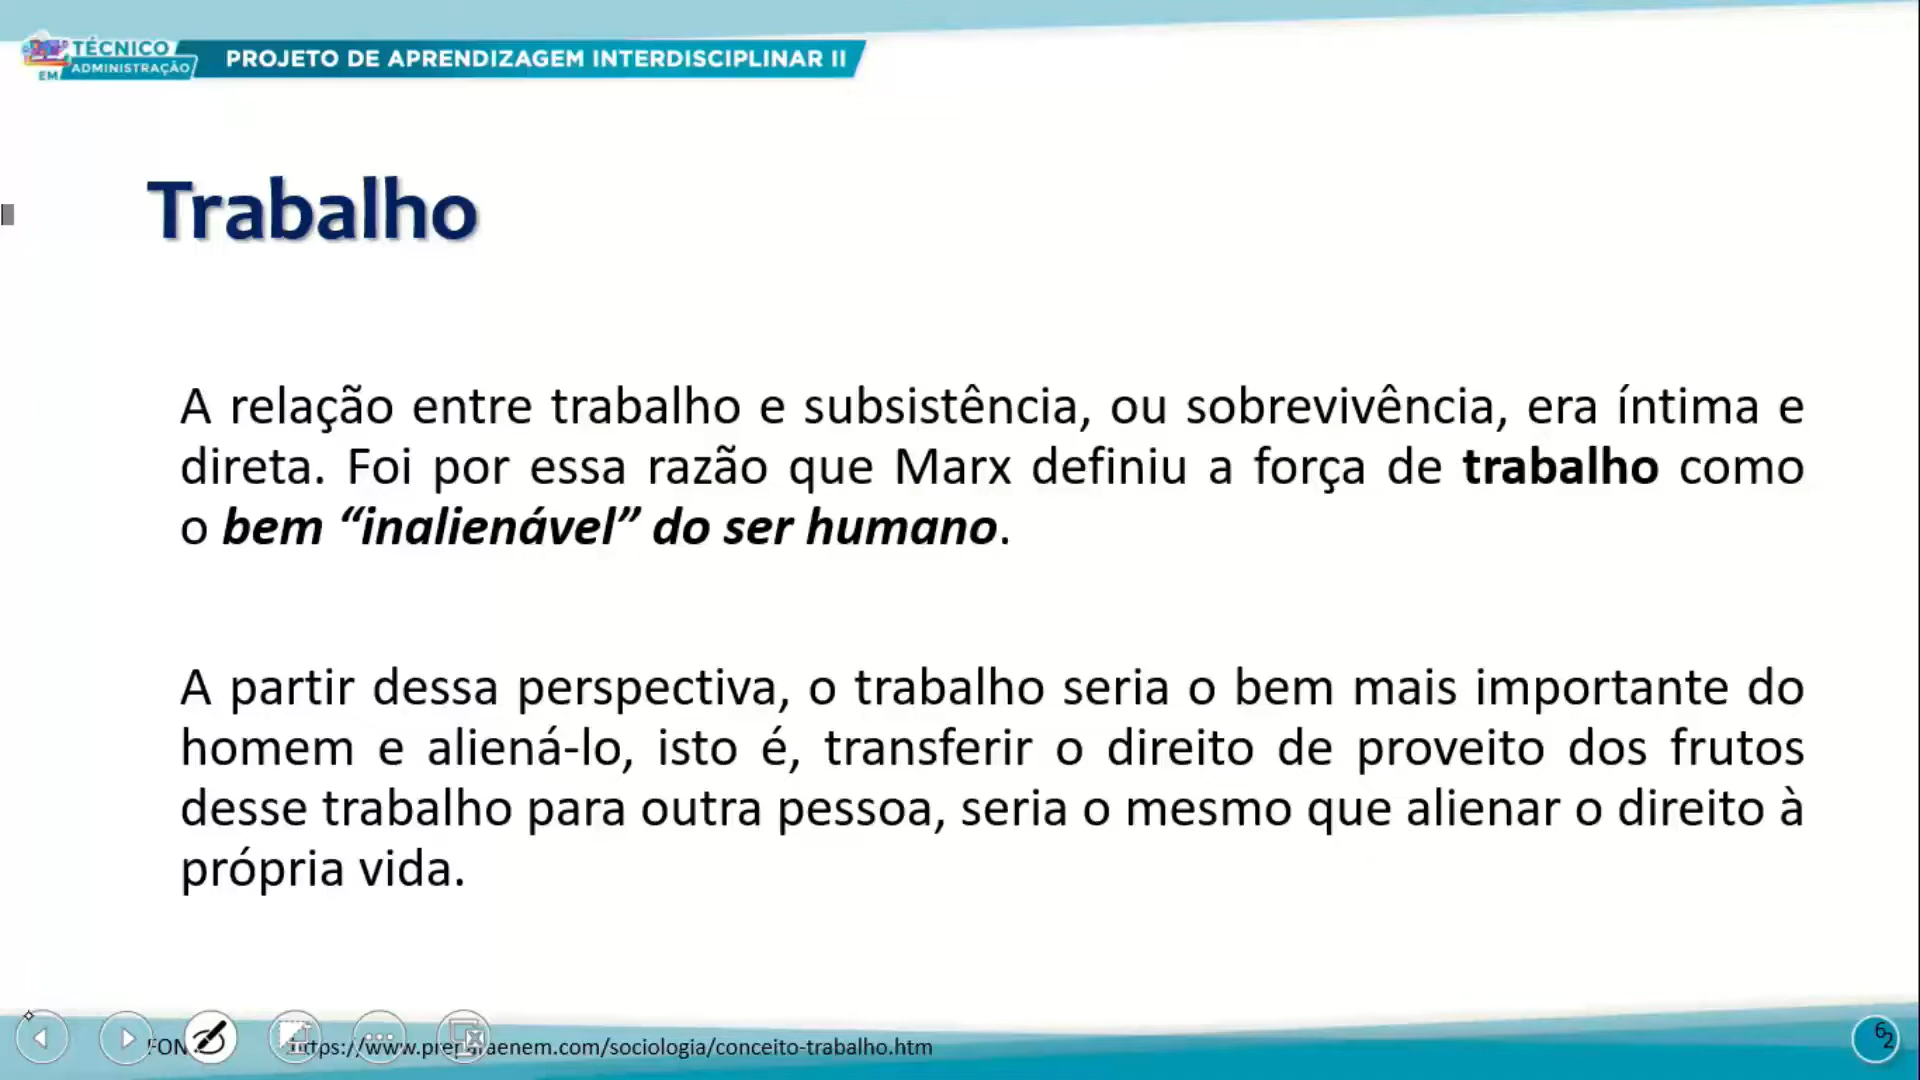 TÉCNICO
EM ADMINISTRAÇÃO
PROJETO DE APRENDIZAGEM INTERDISCIPLINAR II
Trabalho
A relação entre trabalho e subsistência, ou sobrevivência, era íntima e
direta. Foi por essa razão que Marx definiu a força de trabalho como
o bem “inalienável” do ser humano.
A partir dessa perspectiva, o trabalho seria o bem mais importante do
homem e aliená-lo, isto é, transferir o direito de proveito dos frutos
desse trabalho para outra pessoa, seria o mesmo que alienar o direito à
própria vida.
https://www.preparaenem.com/sociologia/conceito-trabalho.htm
62